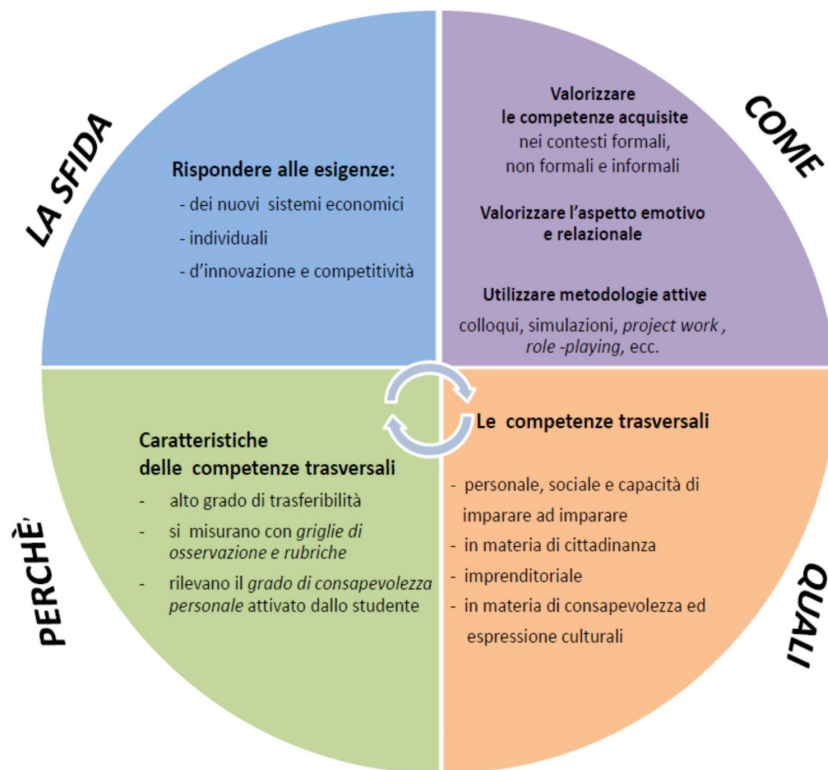 LA SFIDA
Rispondere alle esigenze:
- dei nuovi sistemi economici
- individuali
- d'innovazione e competitività
COME
Valorizzare
le competenze acquisite
nei contesti formali,
non formali e informali
Valorizzare l'aspetto emotivo
e relazionale
Utilizzare metodologie attive
colloqui, simulazioni, project work ,
role -playing, ecc.
PERCHÈ'
Caratteristiche
delle competenze trasversali
- alto grado di trasferibilità
- si misurano con griglie di
osservazione e rubriche
- rilevano il grado di consapevolezza
personale attivato dallo studente
QUALI
Le competenze trasversali
- personale, sociale e capacità di
imparare ad imparare
- in materia di cittadinanza
- imprenditoriale
- in materia di consapevolezza ed
espressione culturali